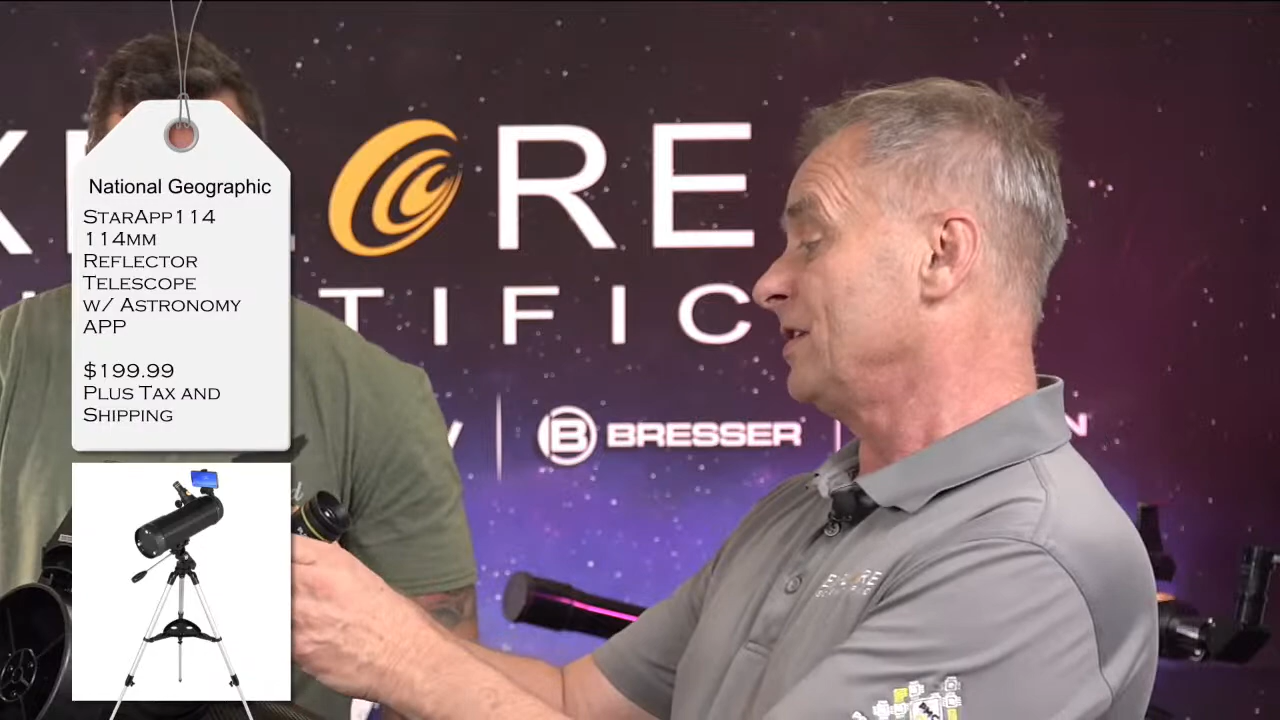 National Geographic
StarApp114
114mm
Reflector
Telescope
w/ Astronomy
app
$199.99
Plus Tax and
Shipping
RE
TIFIC
B BRESSER